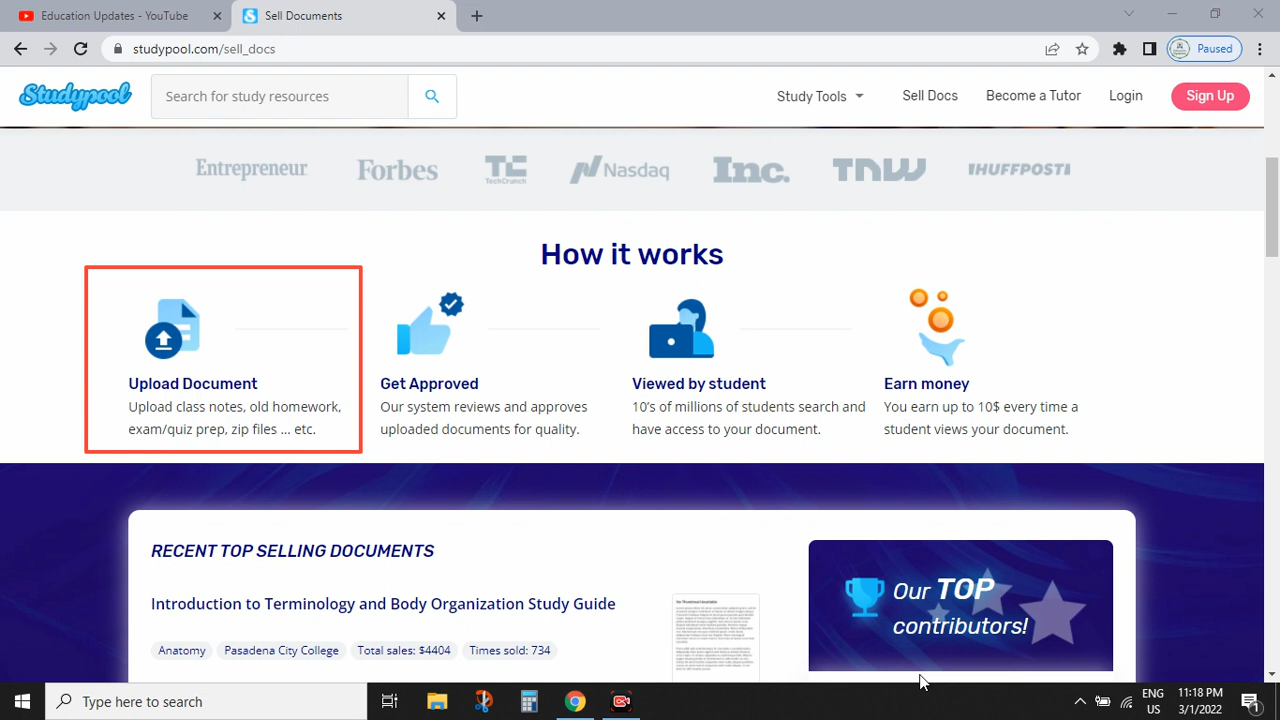 Education Updates - YouTube
Sell Documents
studypool.com/sell_docs
Paused
Studypool
Search for study resources
Study Tools
Sell Docs
Become a Tutor
Login
Sign Up
Entrepreneur
Forbes
TC
TechCrunch
Nasdaq
Inc.
TNW
IHUFFPOSTI
How it works
Upload Document
Upload class notes, old homework,
exam/quiz prep, zip files ... etc.
Get Approved
Our system reviews and approves
uploaded documents for quality.
Viewed by student
10's of millions of students search and
have access to your document.
Earn money
You earn up to 10$ every time a
student views your document.
RECENT TOP SELLING DOCUMENTS
Introduction to Terminology and Body Organization Study Guide
Anatomy
City College
Total sales: $4404
Times sold: 734
Our TOP
Contributors!
Type here to search
ENG
US
11:18 PM
3/1/2022
1